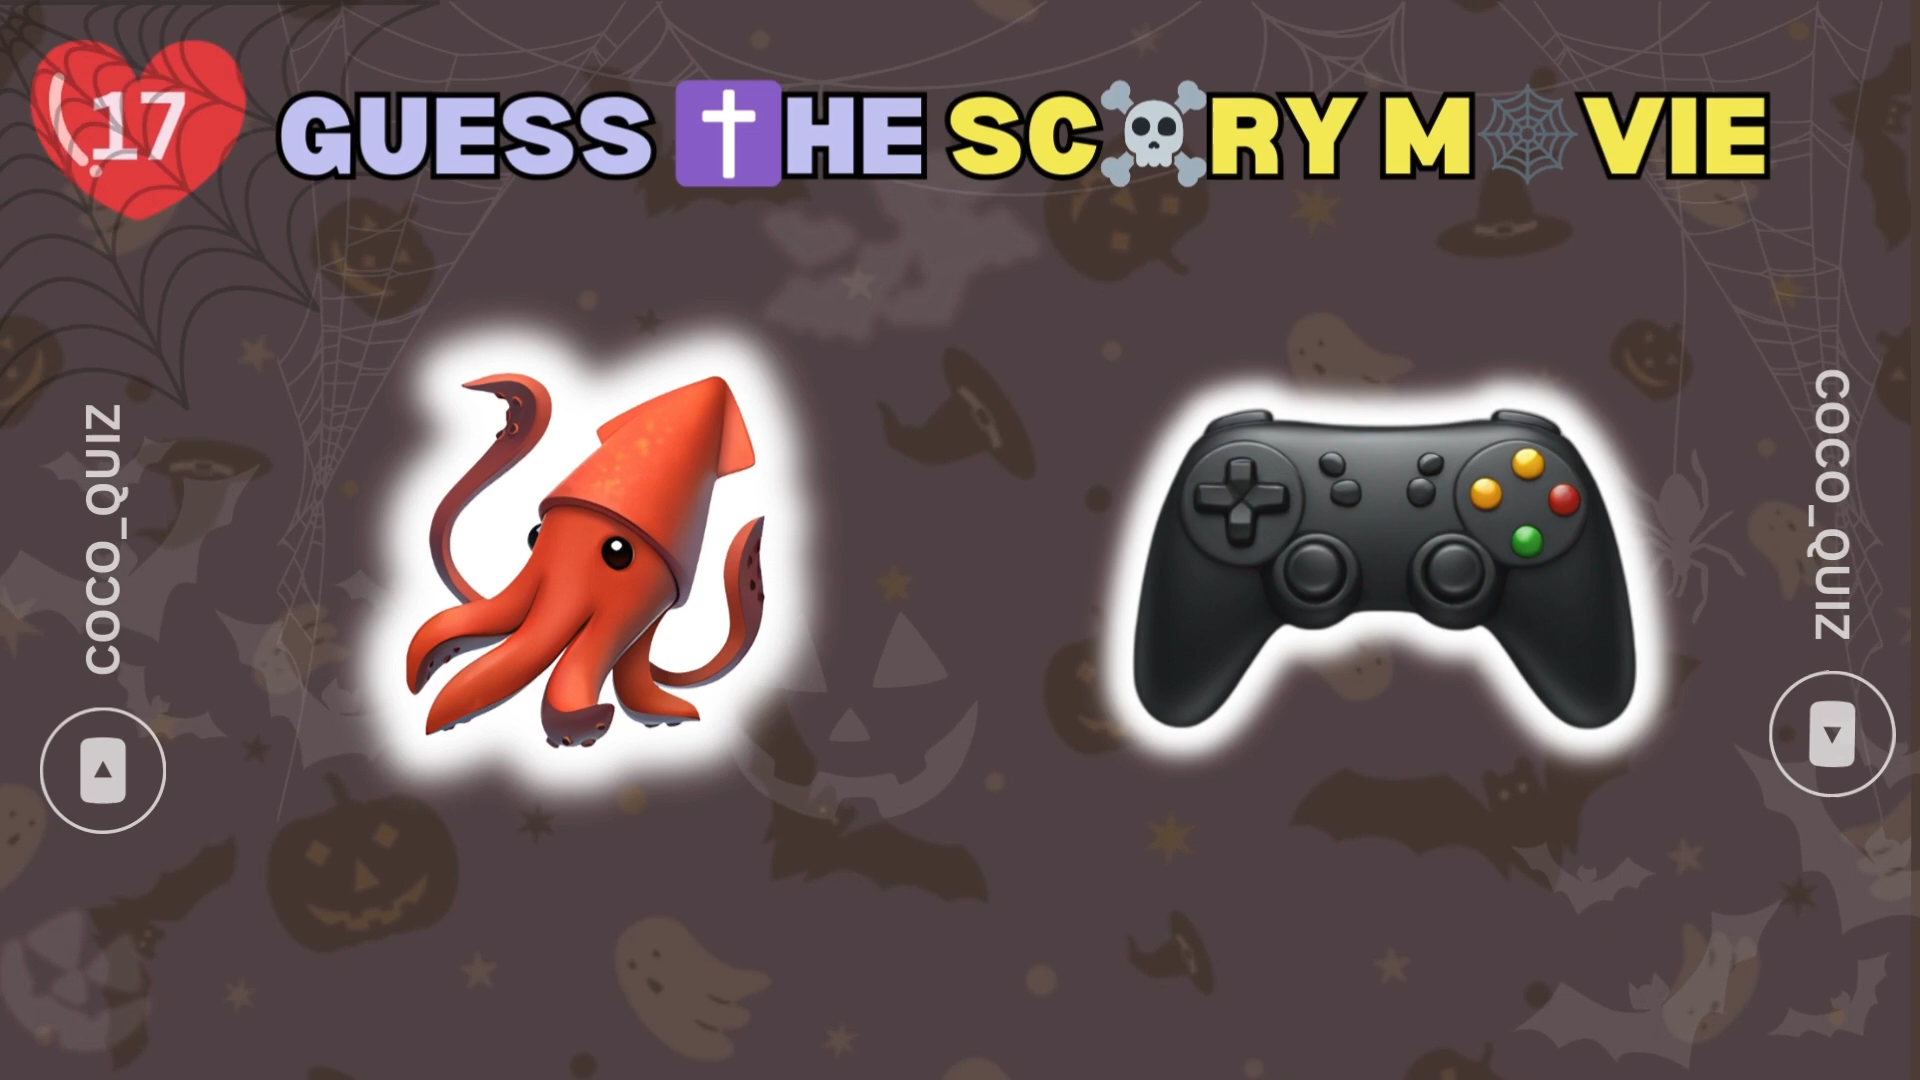 .17
GUESS ✝️HE SC☠️RY M🕸️VIE
COCO_QUIZ
COCO_QUIZ